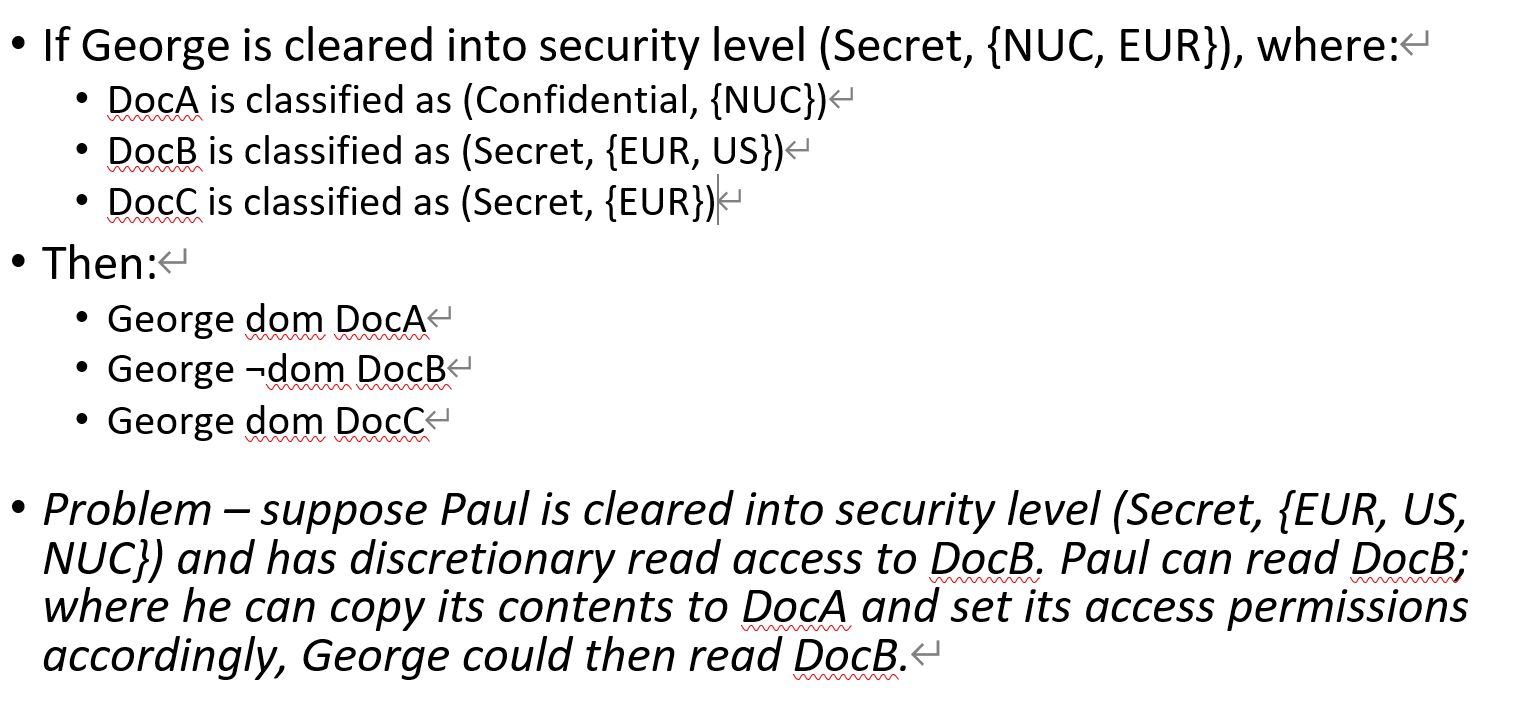 • If George is cleared into security level (Secret, {NUC, EUR}), where:↵
• DocA is classified as (Confidential, {NUC})↵
• DocB is classified as (Secret, {EUR, US})↵
• DocC is classified as (Secret, {EUR})↵
• Then:↵
• George dom DocA↵
• George ¬dom DocB↵
• George dom DocC↵
• Problem – suppose Paul is cleared into security level (Secret, {EUR, US,
NUC}) and has discretionary read access to DocB. Paul can read DocB;
where he can copy its contents to DocA and set its access permissions
accordingly, George could then read DocB.↵